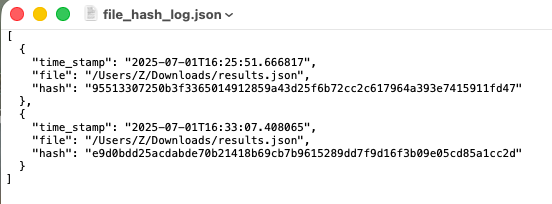 file_hash_log.json
[
  {
    "time_stamp": "2025-07-01T16:25:51.666817",
    "file": "/Users/Z/Downloads/results.json",
    "hash": "95513307250b3f3365014912859a43d25f6b72cc2c617964a393e7415911fd47"
  },
  {
    "time_stamp": "2025-07-01T16:33:07.408065",
    "file": "/Users/Z/Downloads/results.json",
    "hash": "e9d0bdd25acdabde70b21418b69cb7b9615289dd7f9d16f3b09e05cd85a1cc2d"
  }
]